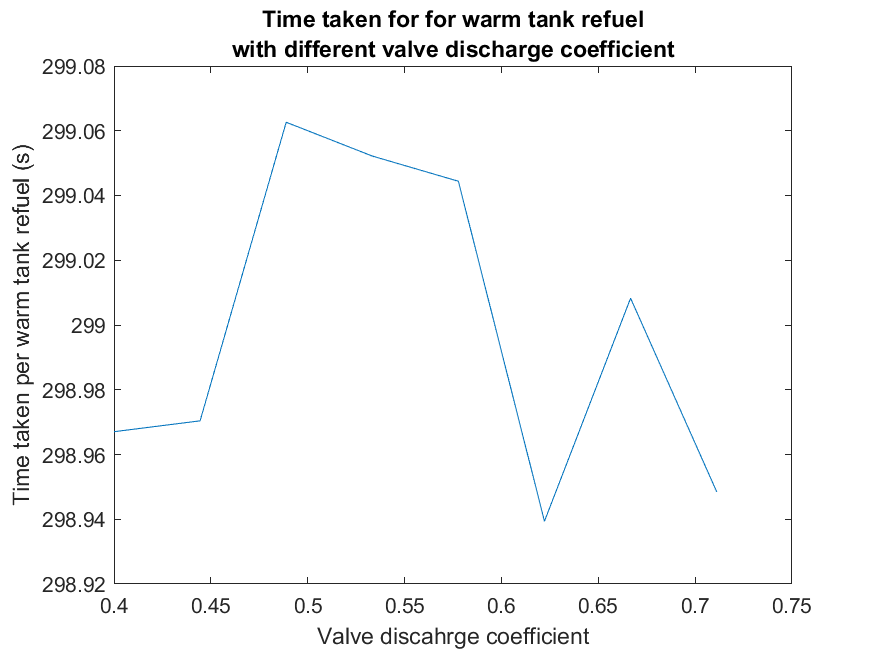 Time taken for for warm tank refuel
with different valve discharge coefficient
299.08
299.06
299.04
299.02
299
298.98
298.96
298.94
298.92
Time taken per warm tank refuel (s)
0.4 0.45 0.5 0.55 0.6 0.65 0.7 0.75
Valve discahrge coefficient